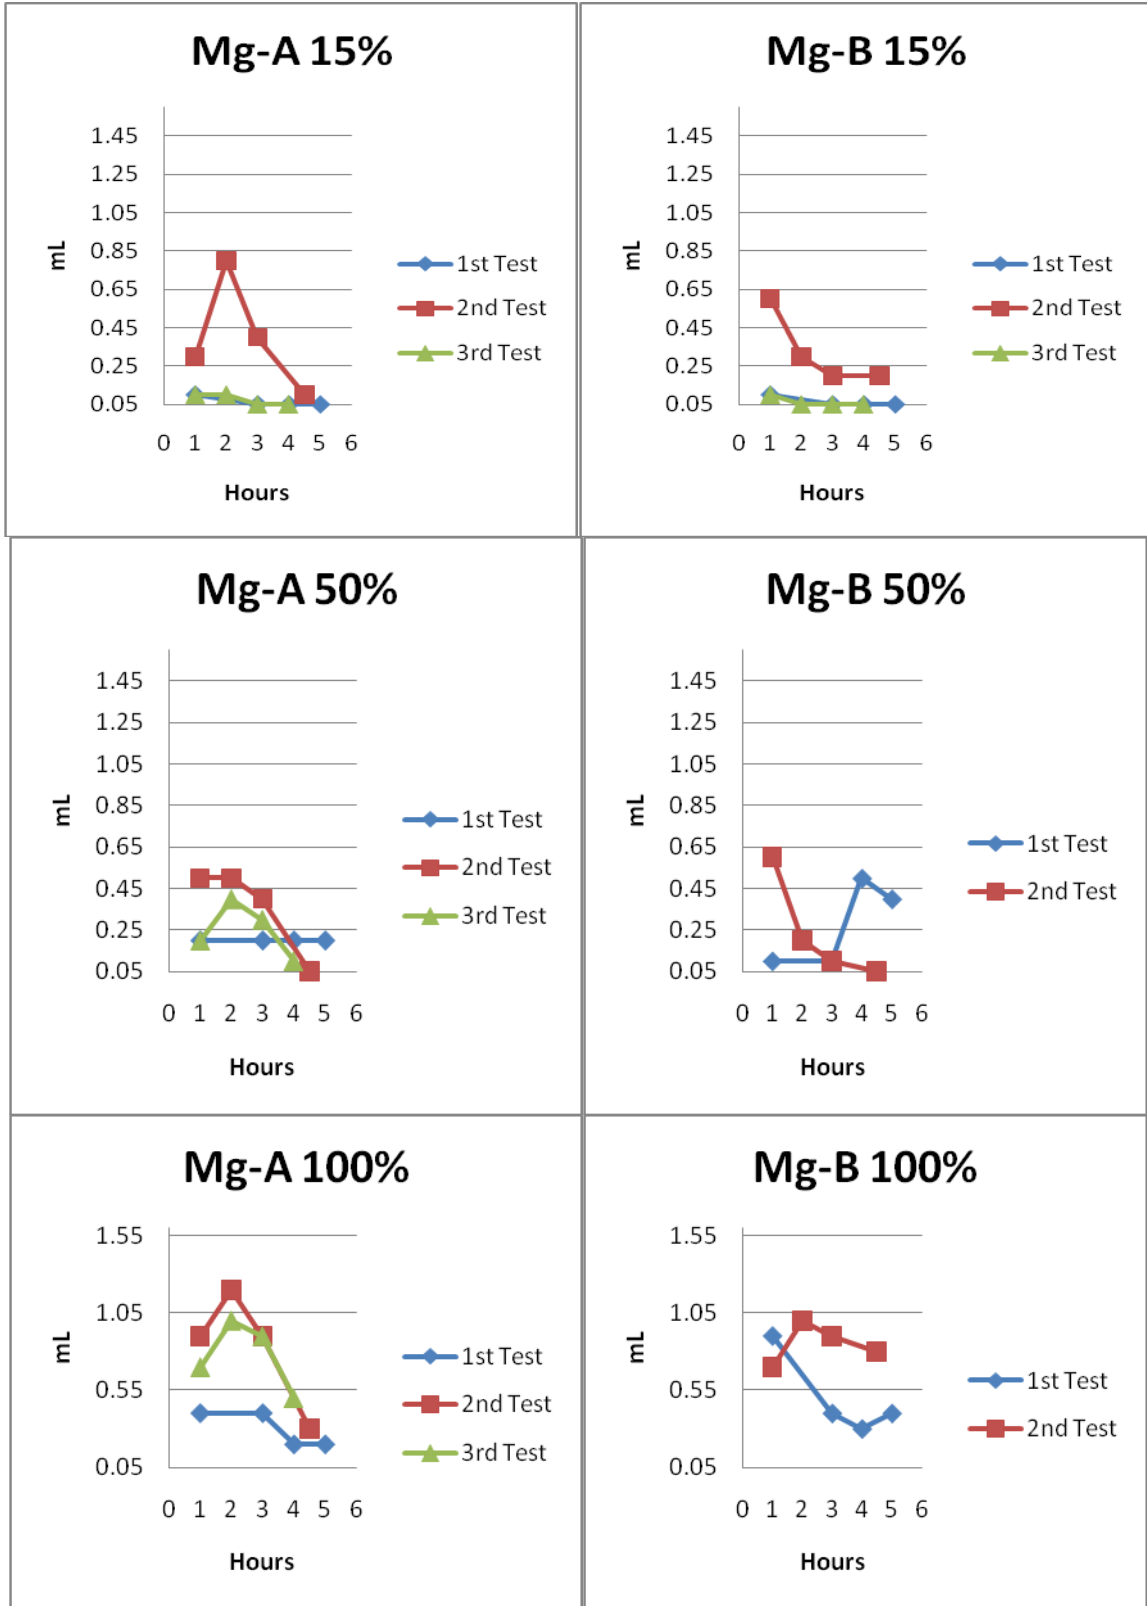 Mg-A 15%
1.45
1.25
1.05
0.85
0.65
0.45
0.25
0.05
mL
0 1 2 3 4 5 6
Hours
1st Test
2nd Test
3rd Test
Mg-B 15%
1.45
1.25
1.05
0.85
0.65
0.45
0.25
0.05
mL
0 1 2 3 4 5 6
Hours
1st Test
2nd Test
3rd Test
Mg-A 50%
1.45
1.25
1.05
0.85
0.65
0.45
0.25
0.05
mL
0 1 2 3 4 5 6
Hours
1st Test
2nd Test
3rd Test
Mg-B 50%
1.45
1.25
1.05
0.85
0.65
0.45
0.25
0.05
mL
0 1 2 3 4 5 6
Hours
1st Test
2nd Test
Mg-A 100%
1.55
1.05
0.55
0.05
mL
0 1 2 3 4 5 6
Hours
1st Test
2nd Test
3rd Test
Mg-B 100%
1.55
1.05
0.55
0.05
mL
0 1 2 3 4 5 6
Hours
1st Test
2nd Test